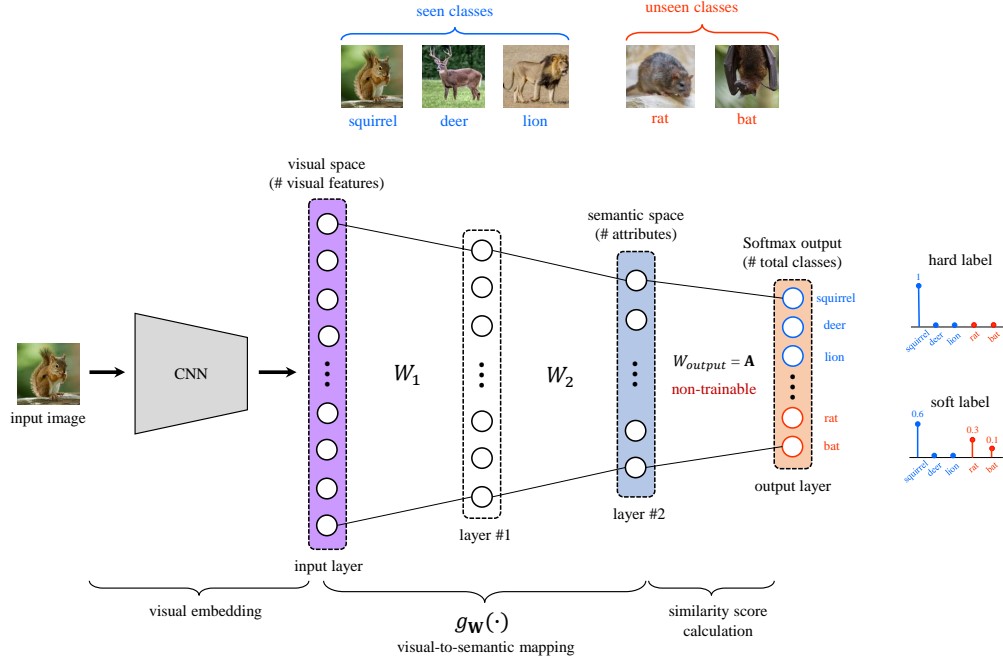 seen classes
unseen classes
squirrel
deer
lion
rat
bat
visual space
(# visual features)
semantic space
(# attributes)
Softmax output
(# total classes)
hard label
1
squirrel
deer
lion
rat
bat
squirrel
deer
lion
rat
bat
CNN
W₁
W₂
W_output = A
non-trainable
input image
soft label
0.6
0.3
0.1
squirrel
deer
lion
rat
bat
layer #1
layer #2
output layer
input layer
visual embedding
g_W(·)
visual-to-semantic mapping
similarity score
calculation